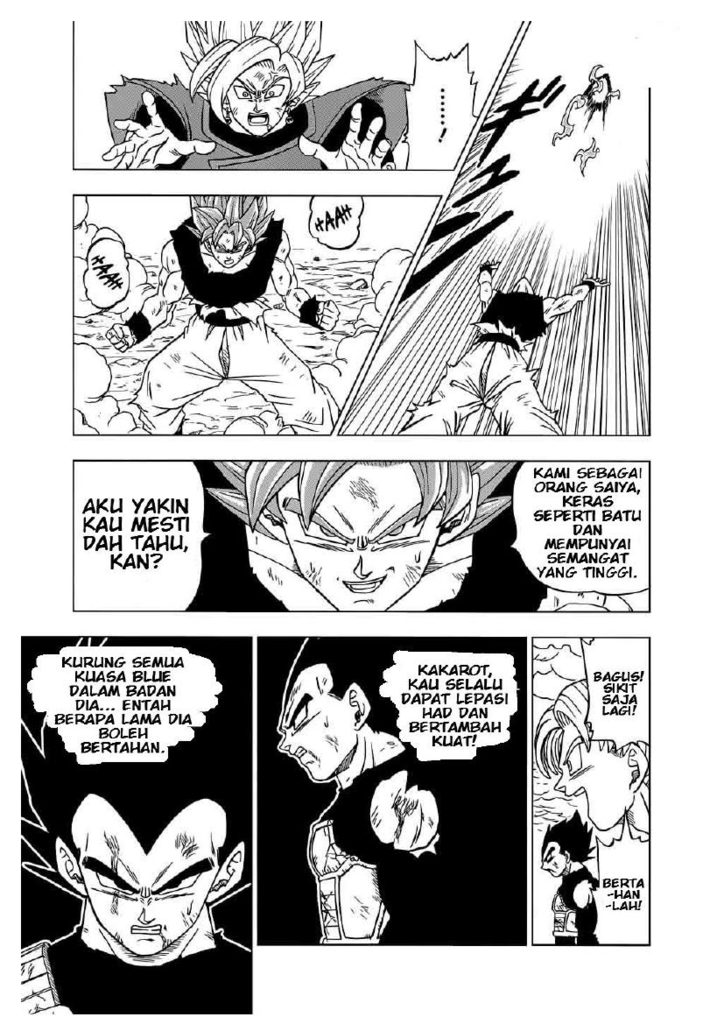 ......
HAAH
HAAH
KAMI SEBAGAI
ORANG SAIYA,
KERAS
SEPERTI BATU
DAN
MEMPUNYAI
SEMANGAT
YANG TINGGI.
AKU YAKIN
KAU MESTI
DAH TAHU,
KAN?
BAGUS!
SIKIT
SAJA
LAGI!
BERTA
-HAN
-LAH!
KAKAROT,
KAU SELALU
DAPAT LEPASI
HAD DAN
BERTAMBAH
KUAT!
KURUNG SEMUA
KUASA BLUE
DALAM BADAN
DIA... ENTAH
BERAPA LAMA DIA
BOLEH
BERTAHAN.